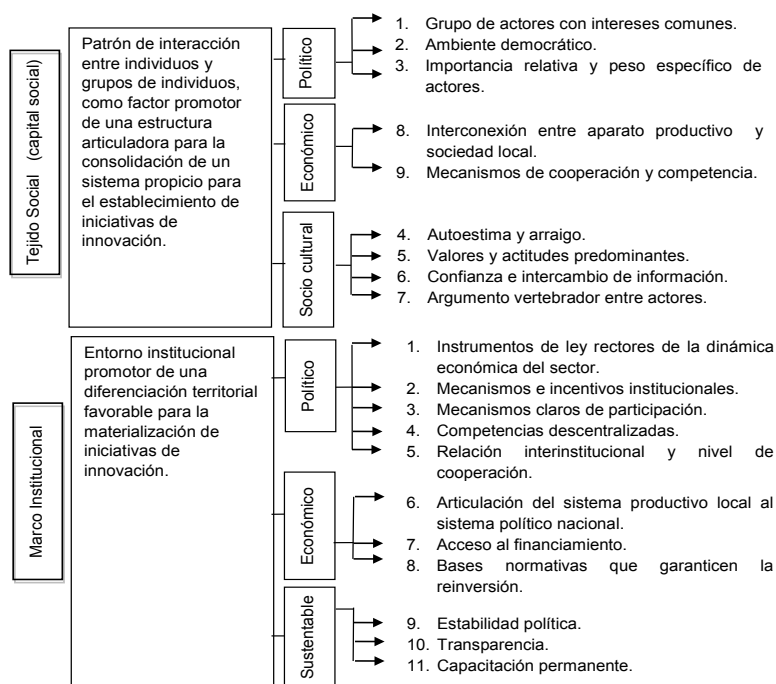 Tejido Social (capital social)
Patrón de interacción
entre individuos y
grupos de individuos,
como factor promotor
de una estructura
articuladora para la
consolidación de un
sistema propicio para
el establecimiento de
iniciativas de
innovación.
Político
1. Grupo de actores con intereses comunes.
2. Ambiente democrático.
3. Importancia relativa y peso específico de
actores.
Económico
8. Interconexión entre aparato productivo y
sociedad local.
9. Mecanismos de cooperación y competencia.
Socio cultural
4. Autoestima y arraigo.
5. Valores y actitudes predominantes.
6. Confianza e intercambio de información.
7. Argumento vertebrador entre actores.
Marco Institucional
Entorno institucional
promotor de una
diferenciación territorial
favorable para la
materialización de
iniciativas de
innovación.
Político
1. Instrumentos de ley rectores de la dinámica
económica del sector.
2. Mecanismos e incentivos institucionales.
3. Mecanismos claros de participación.
4. Competencias descentralizadas.
5. Relación interinstitucional y nivel de
cooperación.
Económico
6. Articulación del sistema productivo local al
sistema político nacional.
7. Acceso al financiamiento.
8. Bases normativas que garanticen la
reinversión.
Sustentable
9. Estabilidad política.
10. Transparencia.
11. Capacitación permanente.